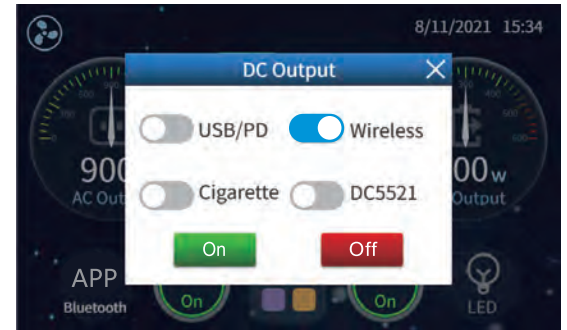 8/11/2021 15:34
DC Output
USB/PD Wireless
900 00w
Cigarette DC5521
AC Out Output
On Off
APP
Bluetooth On On LED